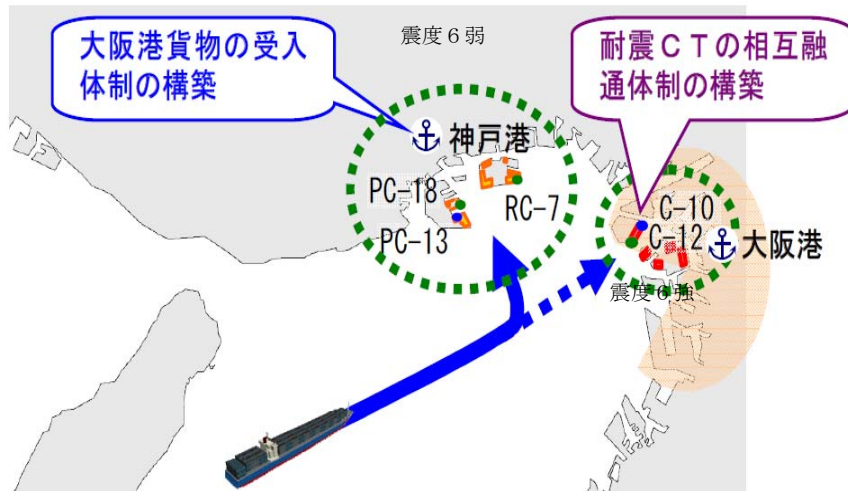 大阪港貨物の受入
体制の構築
震度６弱
耐震ＣＴの相互融
通体制の構築
神戸港
PC-18
RC-7
PC-13
C-10
C-12
大阪港
震度６強